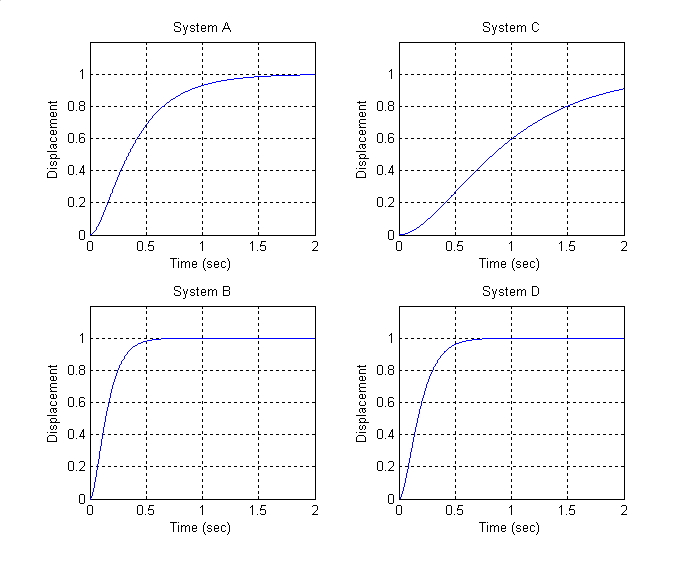 System A
Displacement
1
0.8
0.6
0.4
0.2
0
0 0.5 1 1.5 2
Time (sec)
System C
Displacement
1
0.8
0.6
0.4
0.2
0
0 0.5 1 1.5 2
Time (sec)
System B
Displacement
1
0.8
0.6
0.4
0.2
0
0 0.5 1 1.5 2
Time (sec)
System D
Displacement
1
0.8
0.6
0.4
0.2
0
0 0.5 1 1.5 2
Time (sec)